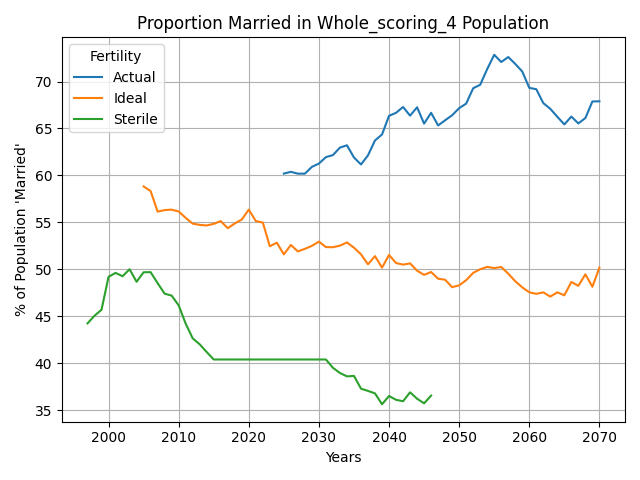 Proportion Married in Whole_scoring_4 Population
Fertility
Actual
Ideal
Sterile
% of Population 'Married'
70
65
60
55
50
45
40
35
2000 2010 2020 2030 2040 2050 2060 2070
Years